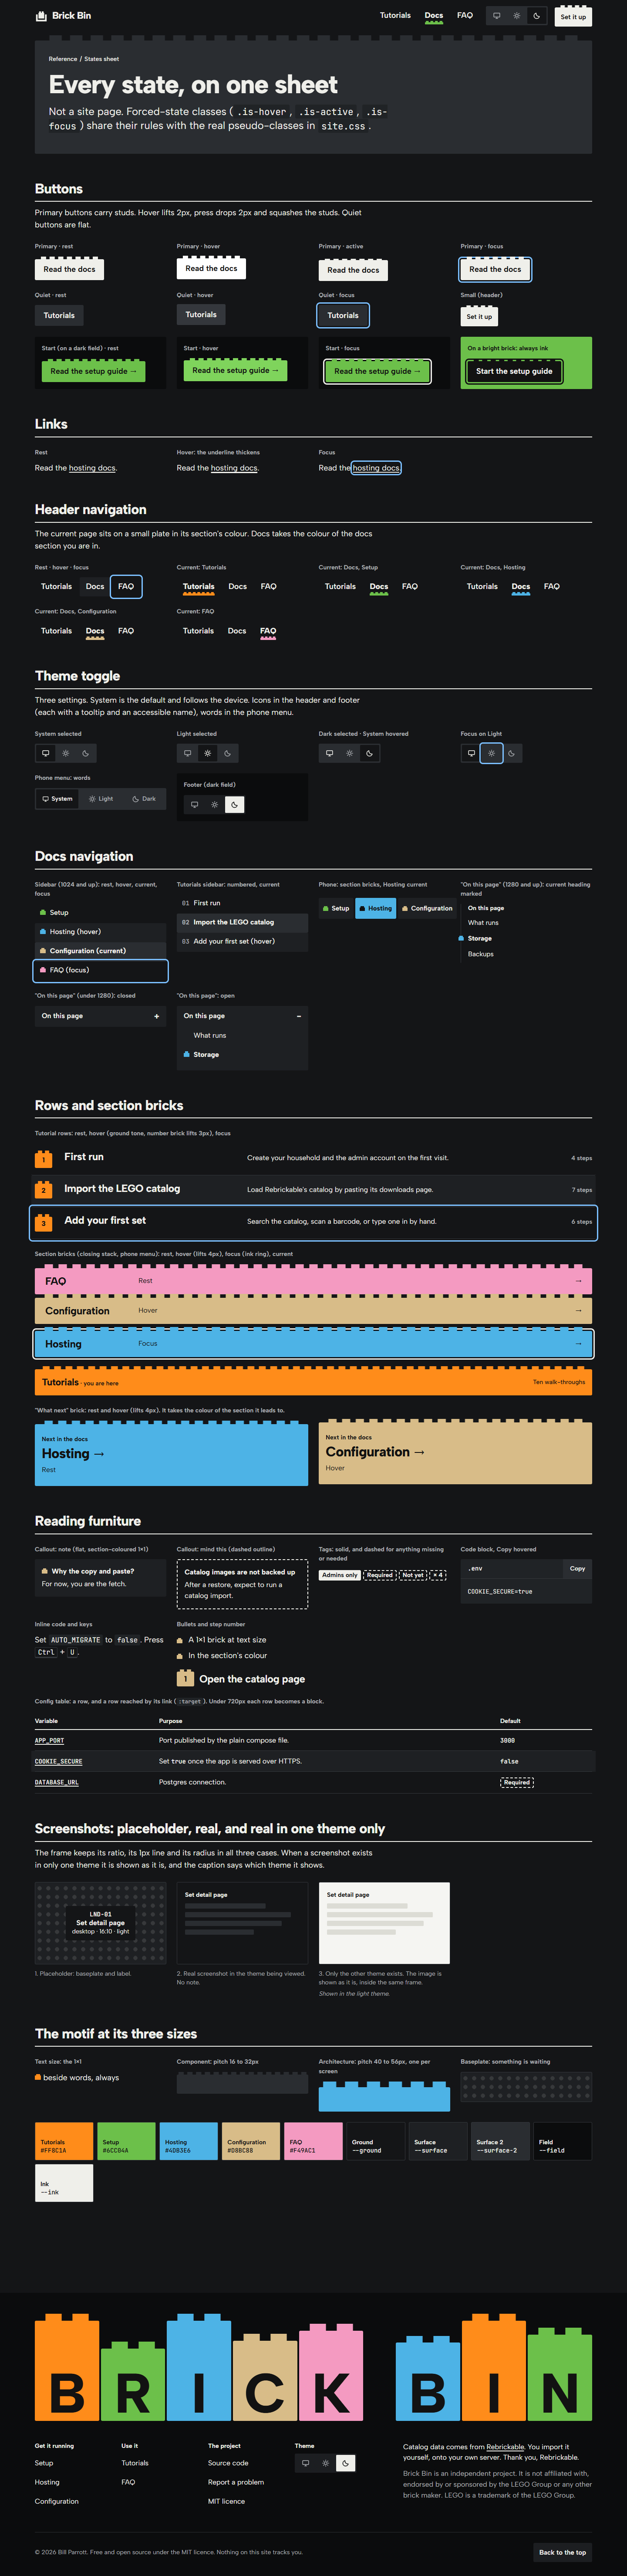 Brick Bin
Tutorials Docs FAQ Set it up
Reference / States sheet
Every state, on one sheet
Not a site page. Forced-state classes ( .is-hover , .is-active , .is-
focus ) share their rules with the real pseudo-classes in site.css .
Buttons
Primary buttons carry studs. Hover lifts 2px, press drops 2px and squashes the studs. Quiet
buttons are flat.
Primary · rest Primary · hover Primary · active Primary · focus
Read the docs Read the docs Read the docs Read the docs
Quiet · rest Quiet · hover Quiet · focus Small (header)
Tutorials Tutorials Tutorials Set it up
Start (on a dark field) · rest Start · hover Start · focus On a bright brick: always ink
Read the setup guide → Read the setup guide → Read the setup guide → Start the setup guide
Links
Rest Hover: the underline thickens Focus
Read the hosting docs. Read the hosting docs. Read the hosting docs.
Header navigation
The current page sits on a small plate in its section's colour. Docs takes the colour of the docs
section you are in.
Rest · hover · focus Current: Tutorials Current: Docs, Setup Current: Docs, Hosting
Tutorials Docs FAQ Tutorials Docs FAQ Tutorials Docs FAQ Tutorials Docs FAQ
Current: Docs, Configuration Current: FAQ
Tutorials Docs FAQ Tutorials Docs FAQ
Theme toggle
Three settings. System is the default and follows the device. Icons in the header and footer
(each with a tooltip and an accessible name), words in the phone menu.
System selected Light selected Dark selected · System hovered Focus on Light
Phone menu: words
System Light Dark
Footer (dark field)
Docs navigation
Sidebar (1024 and up): rest, hover, current,
focus
Setup
Hosting (hover)
Configuration (current)
FAQ (focus)
Tutorials sidebar: numbered, current
01 First run
02 Import the LEGO catalog
03 Add your first set (hover)
Phone: section bricks, Hosting current
Setup Hosting Configuration
"On this page" (1280 and up): current heading
marked
On this page
What runs
Storage
Backups
"On this page" (under 1280): closed
On this page +
"On this page": open
On this page −
What runs
Storage
Rows and section bricks
Tutorial rows: rest, hover (ground tone, number brick lifts 3px), focus
1 First run Create your household and the admin account on the first visit. 4 steps
2 Import the LEGO catalog Load Rebrickable's catalog by pasting its downloads page. 7 steps
3 Add your first set Search the catalog, scan a barcode, or type one in by hand. 6 steps
Section bricks (closing stack, phone menu): rest, hover (lifts 4px), focus (ink ring), current
FAQ Rest →
Configuration Hover →
Hosting Focus →
Tutorials · you are here Ten walk-throughs
"What next" brick: rest and hover (lifts 4px). It takes the colour of the section it leads to.
Next in the docs
Hosting →
Rest
Next in the docs
Configuration →
Hover
Reading furniture
Callout: note (flat, section-coloured 1×1)
Why the copy and paste?
For now, you are the fetch.
Callout: mind this (dashed outline)
Catalog images are not backed up
After a restore, expect to run a
catalog import.
Tags: solid, and dashed for anything missing
or needed
Admins only Required Not yet × 4
Code block, Copy hovered
.env Copy
COOKIE_SECURE=true
Inline code and keys
Set AUTO_MIGRATE to false . Press
Ctrl + U .
Bullets and step number
A 1×1 brick at text size
In the section's colour
1 Open the catalog page
Config table: a row, and a row reached by its link ( :target ). Under 720px each row becomes a block.
Variable Purpose Default
APP_PORT Port published by the plain compose file. 3000
COOKIE_SECURE Set true once the app is served over HTTPS. false
DATABASE_URL Postgres connection. Required
Screenshots: placeholder, real, and real in one theme only
The frame keeps its ratio, its 1px line and its radius in all three cases. When a screenshot exists
in only one theme it is shown as it is, and the caption says which theme it shows.
LND-01
Set detail page
desktop · 16:10 · light
Set detail page
Set detail page
1. Placeholder: baseplate and label.
2. Real screenshot in the theme being viewed.
No note.
3. Only the other theme exists. The image is
shown as it is, inside the same frame.
Shown in the light theme.
The motif at its three sizes
Text size: the 1×1
beside words, always
Component: pitch 16 to 32px
Architecture: pitch 40 to 56px, one per
screen
Baseplate: something is waiting
Tutorials
#FF8C1A
Setup
#6CC04A
Hosting
#4DB3E6
Configuration
#D8BC88
FAQ
#F49AC1
Ground
--ground
Surface
--surface
Surface 2
--surface-2
Field
--field
Ink
--ink
BRICK BIN
Get it running
Setup
Hosting
Configuration
Use it
Tutorials
FAQ
The project
Source code
Report a problem
MIT licence
Theme
Catalog data comes from Rebrickable. You import it
yourself, onto your own server. Thank you, Rebrickable.
Brick Bin is an independent project. It is not affiliated with,
endorsed by or sponsored by the LEGO Group or any other
brick maker. LEGO is a trademark of the LEGO Group.
© 2026 Bill Parrott. Free and open source under the MIT licence. Nothing on this site tracks you.
Back to the top